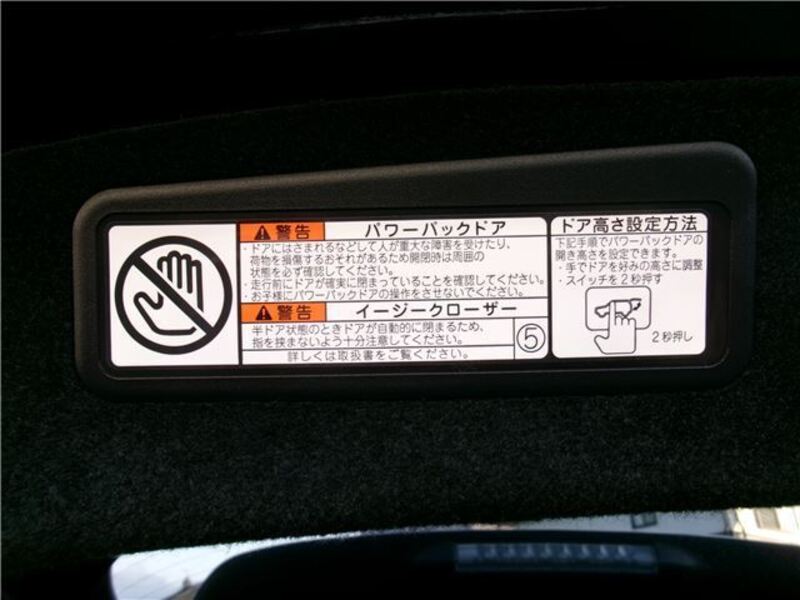 警告 パワーバックドア
・ドアにはさまれるなどして人が重大な障害を受けたり、
荷物を損傷するおそれがあるため開閉時は周囲の
状態を必ず確認してください。
・走行前にドアが確実に閉まっていることを確認してください。
・お子様にパワーバックドアの操作をさせないでください。
警告 イージークローザー
半ドア状態のときドアが自動的に閉まるため、
指を挟まないよう十分注意してください。
⑤
詳しくは取扱書をご覧ください。
ドア高さ設定方法
下記手順でパワーバックドアの
開き高さを設定できます。
・手でドアを好みの高さに調整
・スイッチを2秒押す
2秒押し